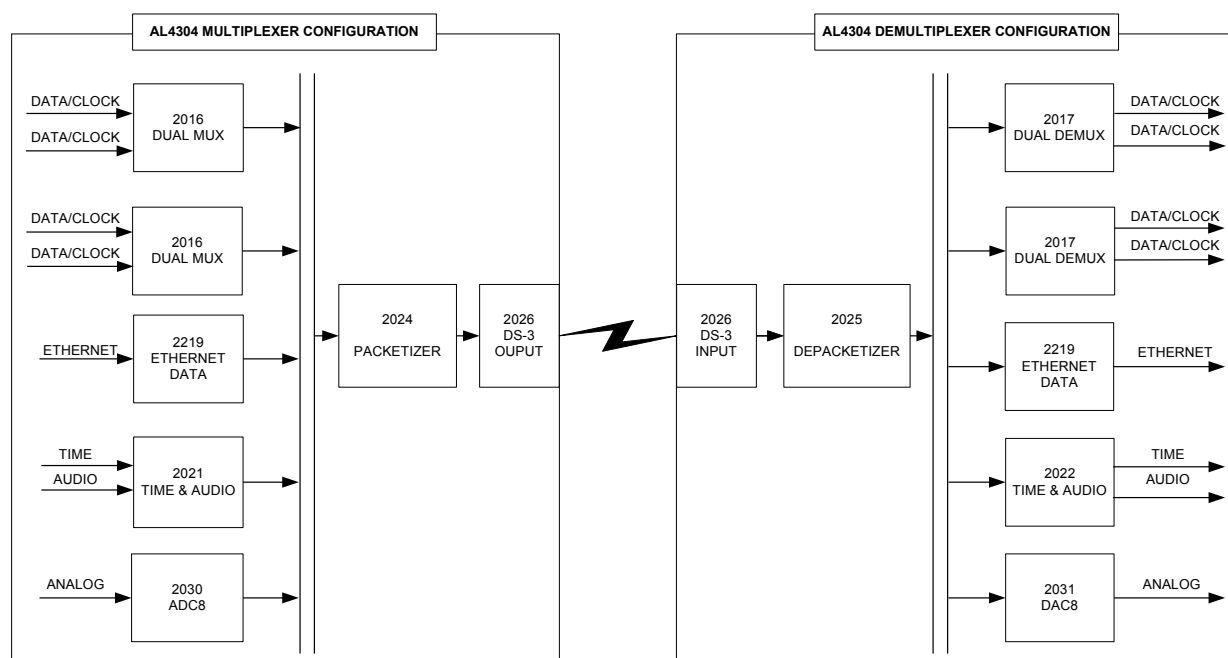 AL4304 MULTIPLEXER CONFIGURATION
DATA/CLOCK
DATA/CLOCK
2016
DUAL MUX
DATA/CLOCK
DATA/CLOCK
2016
DUAL MUX
ETHERNET
2219
ETHERNET
DATA
TIME
AUDIO
2021
TIME & AUDIO
ANALOG
2030
ADC8
2024
PACKETIZER
2026
DS-3
OUPUT
AL4304 DEMULTIPLEXER CONFIGURATION
2026
DS-3
INPUT
2025
DEPACKETIZER
2017
DUAL DEMUX
DATA/CLOCK
DATA/CLOCK
2017
DUAL DEMUX
DATA/CLOCK
DATA/CLOCK
2219
ETHERNET
DATA
ETHERNET
2022
TIME & AUDIO
TIME
AUDIO
2031
DAC8
ANALOG